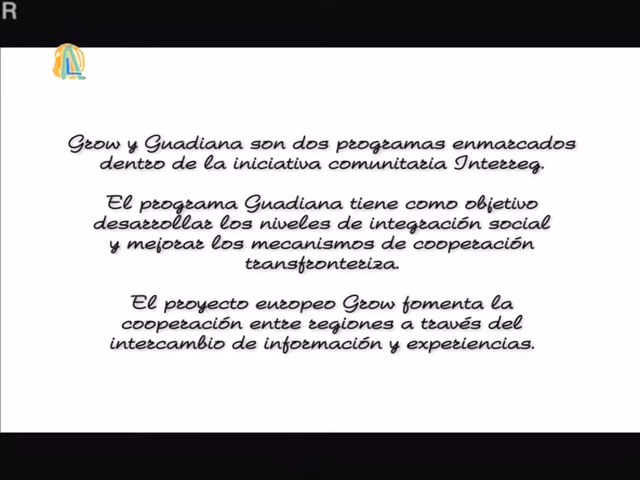 R
Grow y Guadiana son dos programas enmarcados
dentro de la iniciativa comunitaria Interreg.
El programa Guadiana tiene como objetivo
desarrollar los niveles de integración social
y mejorar los mecanismos de cooperación
transfronteriza.
El proyecto europeo Grow fomenta la
cooperación entre regiones a través del
intercambio de información y experiencias.